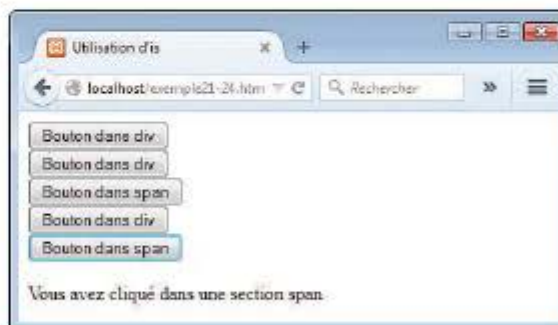 Utilisation d'is
localhost/exemple21-24.htm
Rechercher
Bouton dans div
Bouton dans div
Bouton dans span
Bouton dans div
Bouton dans span
Vous avez cliqué dans une section span